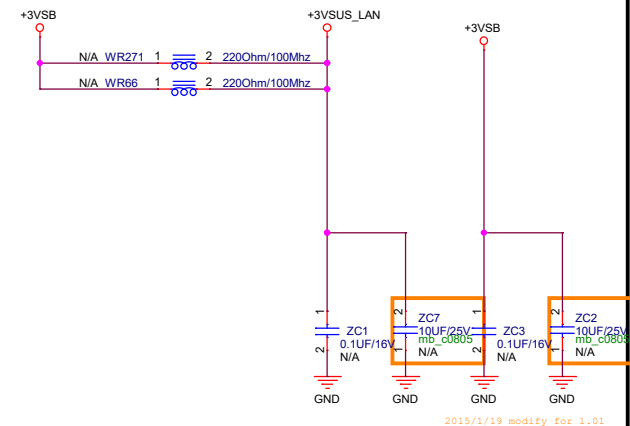 +3VSB
+3VSUS_LAN
+3VSB
N/A WR271 1 2 220Ohm/100Mhz
N/A WR66 1 2 220Ohm/100Mhz
1
2
ZC1
0.1UF/16V
N/A
2
1
ZC7
10UF/25V
mb_c0805
N/A
1
2
ZC3
0.1UF/16V
N/A
2
1
ZC2
10UF/25V
mb_c0805
N/A
GND
GND
GND
GND
2015/1/19 modify for 1.01